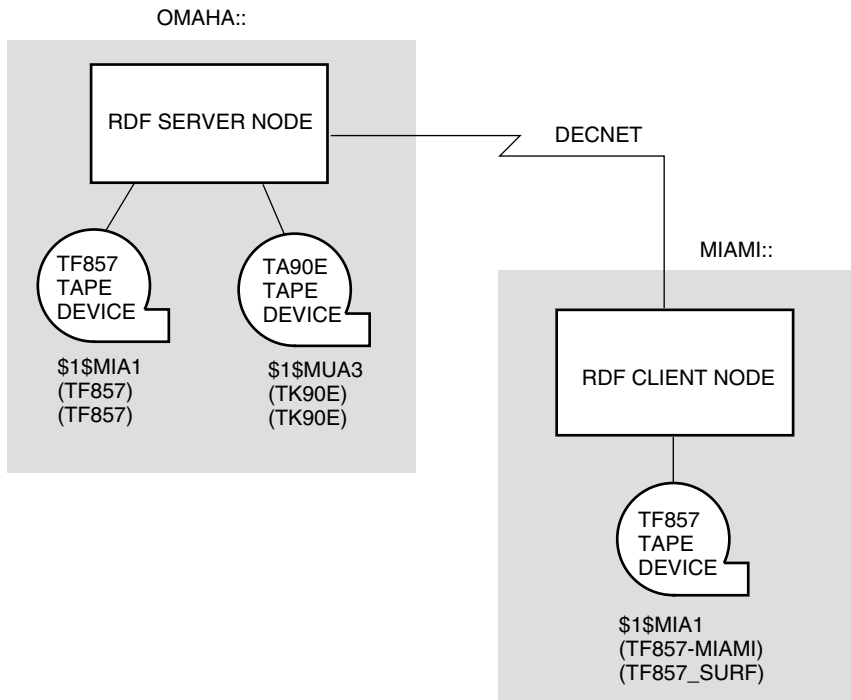 OMAHA::
RDF SERVER NODE
DECNET
TF857
TAPE
DEVICE
TA90E
TAPE
DEVICE
$1$MIA1
(TF857)
(TF857)
$1$MUA3
(TK90E)
(TK90E)
MIAMI::
RDF CLIENT NODE
TF857
TAPE
DEVICE
$1$MIA1
(TF857-MIAMI)
(TF857_SURF)